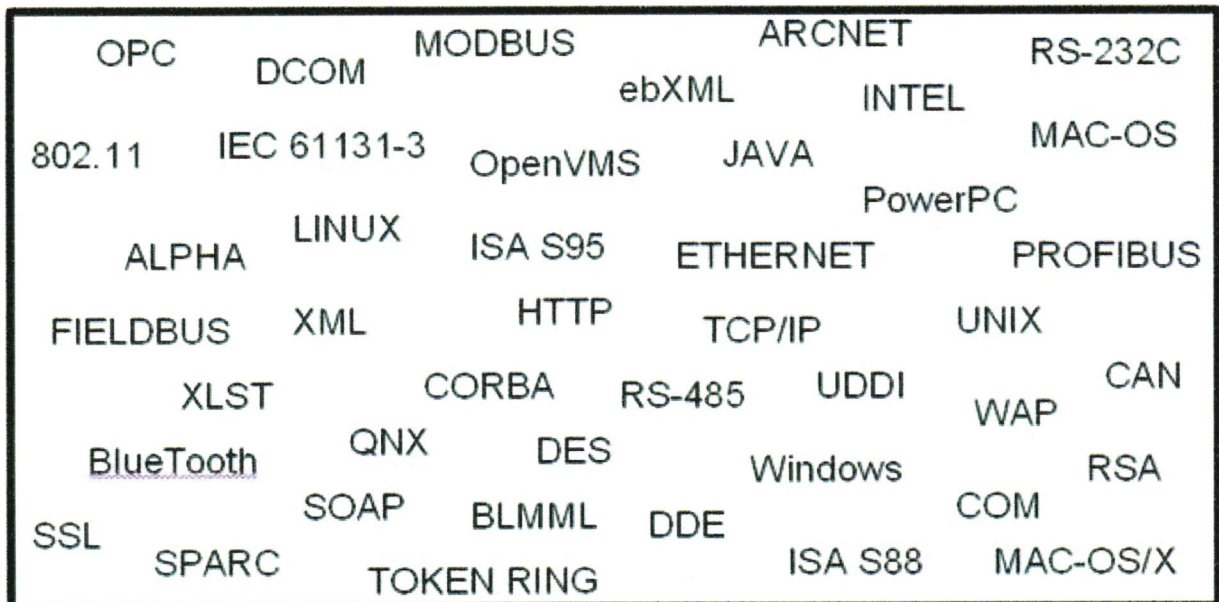 OPC DCOM MODBUS ARCNET RS-232C
ebXML INTEL
802.11 IEC 61131-3 OpenVMS JAVA MAC-OS
PowerPC
ALPHA LINUX ISA S95 ETHERNET PROFIBUS
FIELDBUS XML HTTP TCP/IP UNIX
XLST CORBA RS-485 UDDI WAP CAN
BlueTooth QNX DES Windows RSA
SSL SOAP BLMML DDE COM
SPARC TOKEN RING ISA S88 MAC-OS/X